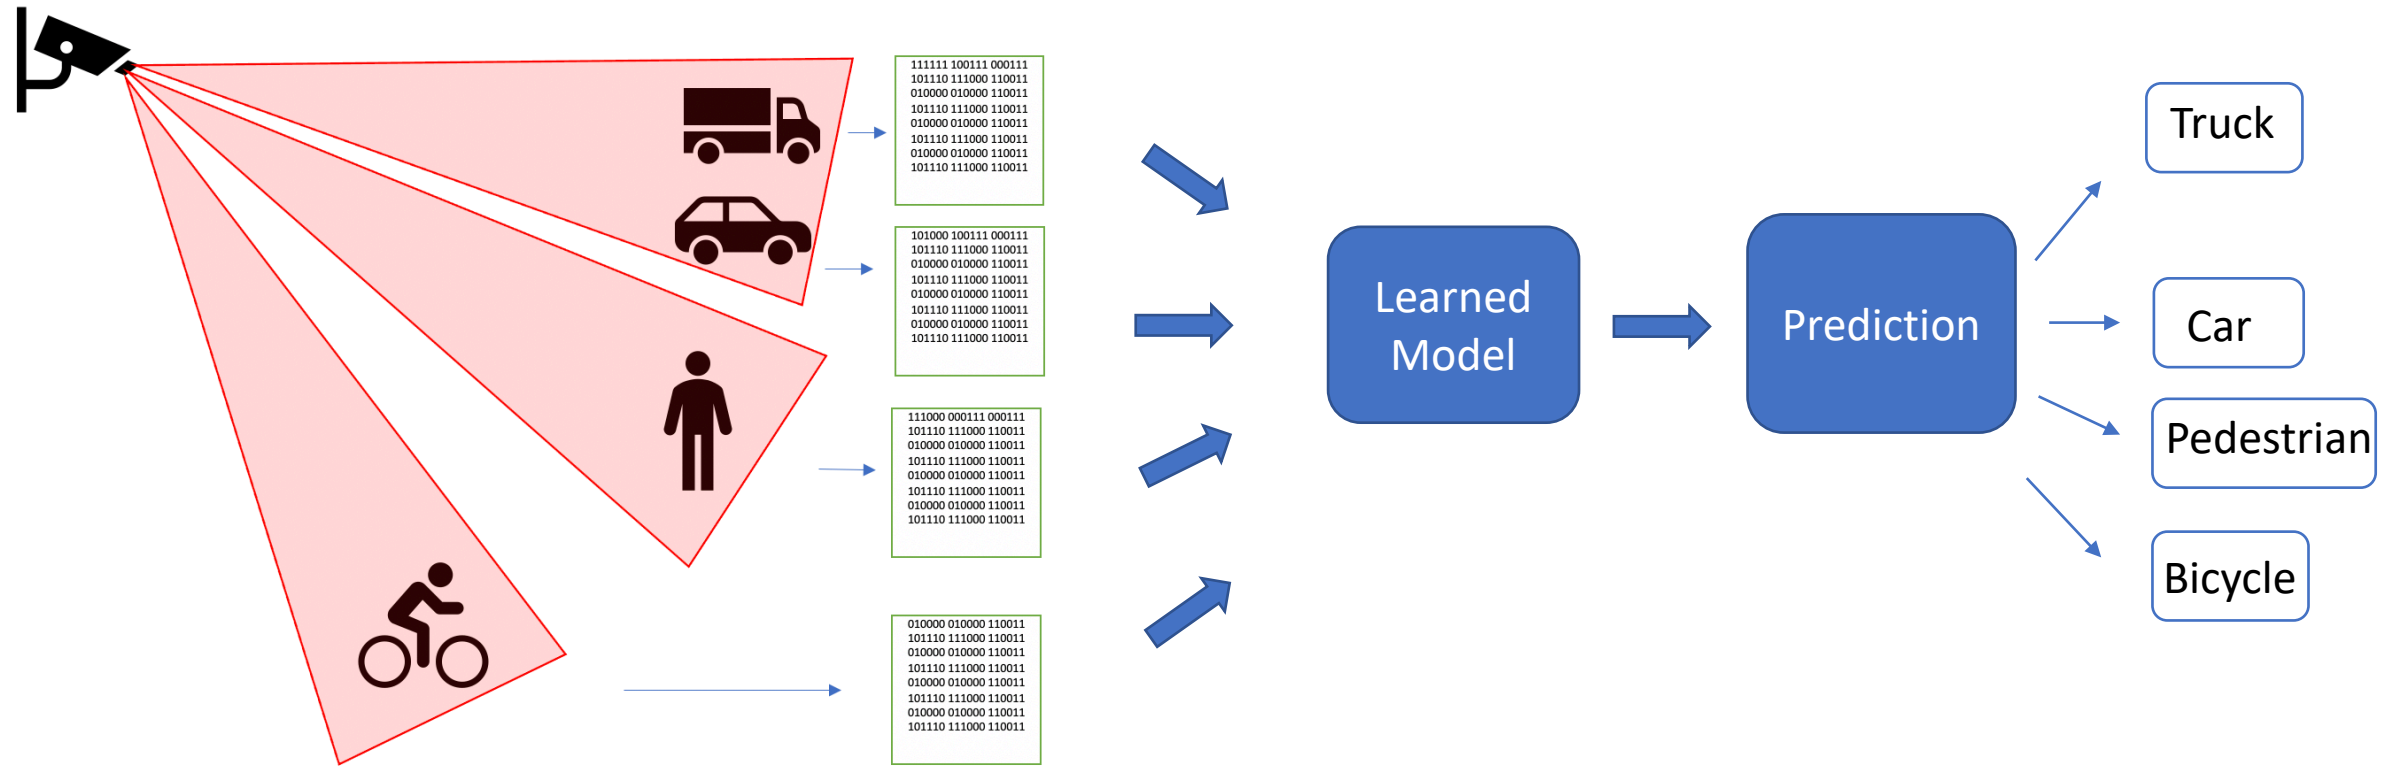 111111 100111 000111
101110 111000 110011
010000 010000 110011
101110 111000 110011
010000 010000 110011
101110 111000 110011
010000 010000 110011
101110 111000 110011
101000 100111 000111
101110 111000 110011
010000 010000 110011
101110 111000 110011
010000 010000 110011
101110 111000 110011
010000 010000 110011
101110 111000 110011
111000 000111 000111
101110 111000 110011
010000 010000 110011
101110 111000 110011
010000 010000 110011
101110 111000 110011
010000 010000 110011
101110 111000 110011
010000 010000 110011
101110 111000 110011
010000 010000 110011
101110 111000 110011
010000 010000 110011
101110 111000 110011
010000 010000 110011
101110 111000 110011
Learned
Model
Prediction
Truck
Car
Pedestrian
Bicycle